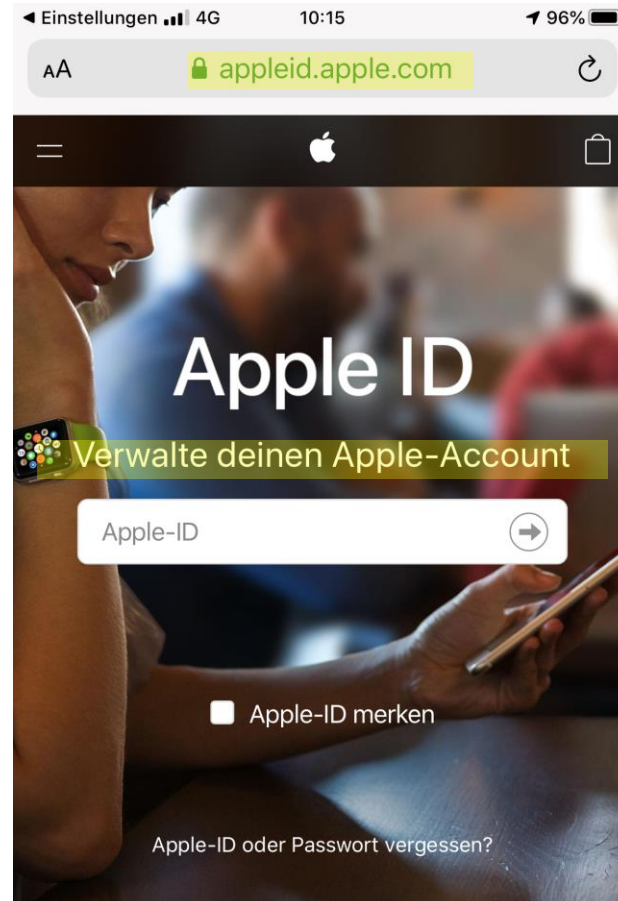 Einstellungen 4G 10:15 96%
AA appleid.apple.com
Apple ID
Verwalte deinen Apple-Account
Apple-ID
Apple-ID merken
Apple-ID oder Passwort vergessen?